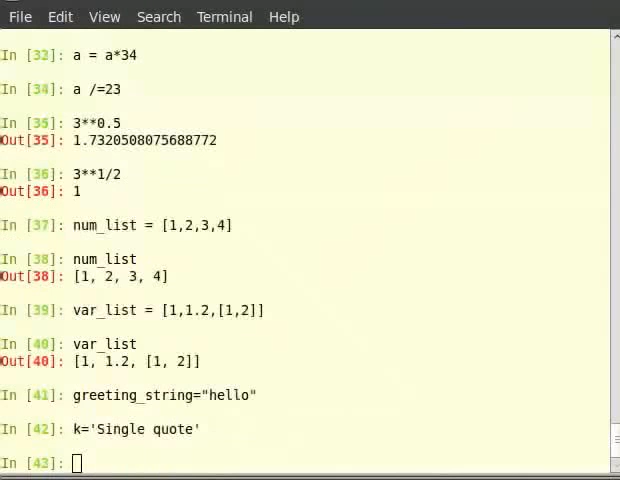 File Edit View Search Terminal Help
In [33]: a = a*34
In [34]: a /=23
In [35]: 3**0.5
Out[35]: 1.7320508075688772
In [36]: 3**1/2
Out[36]: 1
In [37]: num_list = [1,2,3,4]
In [38]: num_list
Out[38]: [1, 2, 3, 4]
In [39]: var_list = [1,1.2,[1,2]]
In [40]: var_list
Out[40]: [1, 1.2, [1, 2]]
In [41]: greeting_string="hello"
In [42]: k='Single quote'
In [43]: